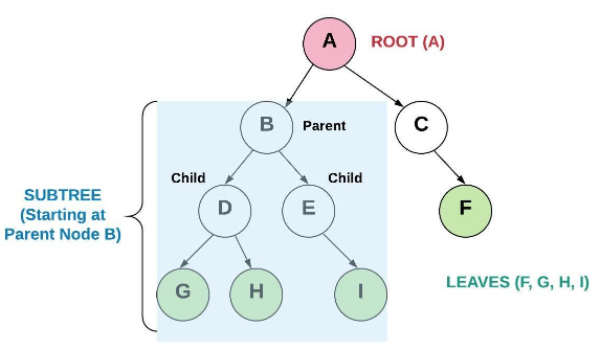 A
ROOT (A)
B
Parent
C
Child
Child
SUBTREE
(Starting at
Parent Node B)
D
E
F
G
H
I
LEAVES (F, G, H, I)